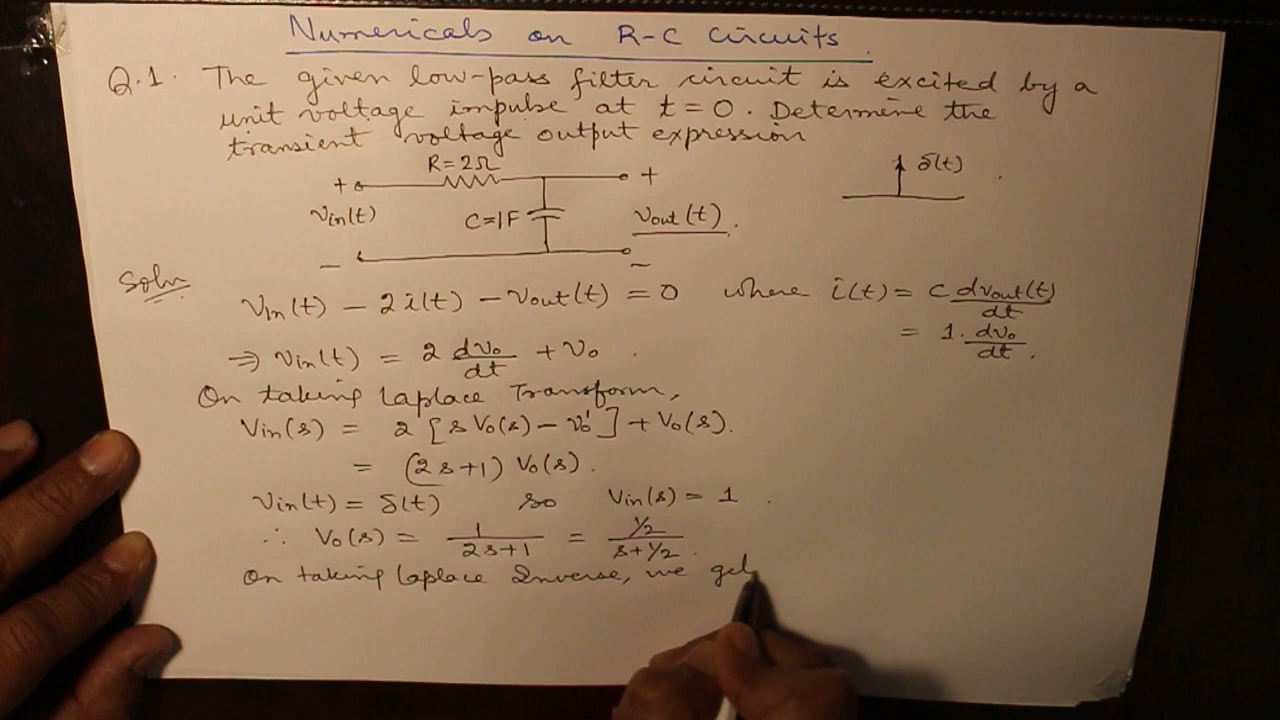 Numericals on R-C Circuits.
Q.1. The given low-pass filter circuit is excited by a
unit voltage impulse at t = 0. Determine the
transient voltage output expression
R=2Ω
+ +
δ(t)
Vin(t) C=1F Vout(t).
− −
Soln
Vin(t) − 2i(t) − Vout(t) = 0 where i(t) = C dvout(t)/dt
= 1. dvo/dt.
⇒ Vin(t) = 2 dvo/dt + vo.
On taking Laplace Transform,
Vin(s) = 2 [s Vo(s) − vo'] + Vo(s).
= (2s+1) Vo(s).
Vin(t) = δ(t) so Vin(s) = 1.
∴ Vo(s) = 1/2s+1 = 1/2/s+1/2.
On taking Laplace Inverse, we get